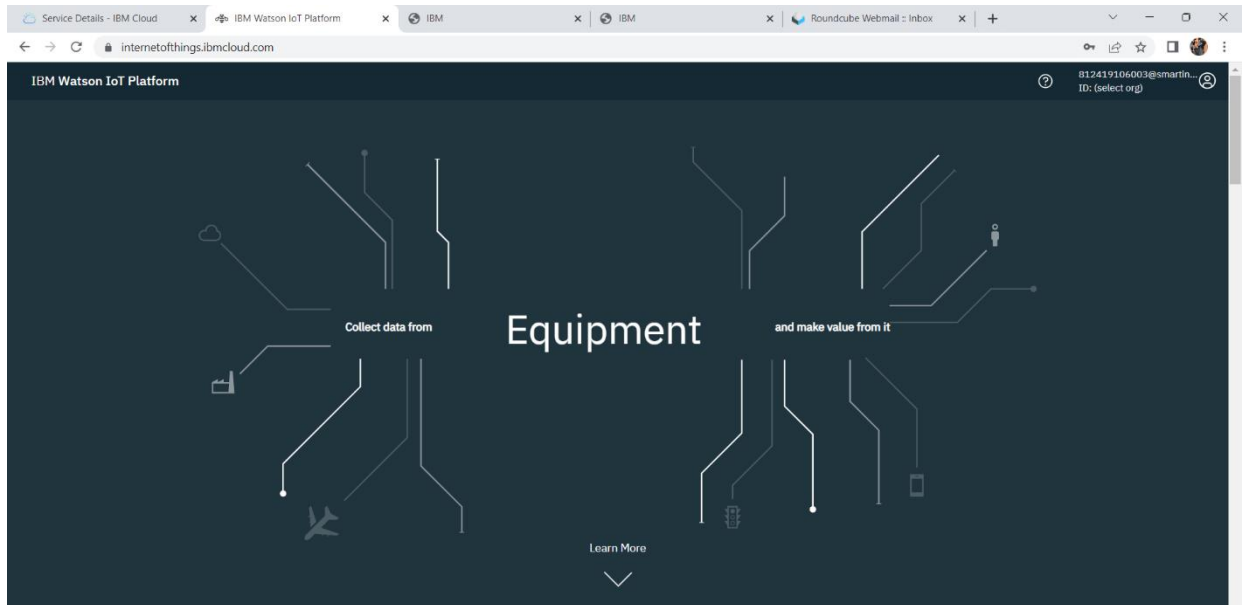 Service Details - IBM Cloud
IBM Watson IoT Platform
IBM
IBM
Roundcube Webmail :: Inbox
internetofthings.ibmcloud.com
IBM Watson IoT Platform
812419106003@smartin...
ID: (select org)
Collect data from
Equipment
and make value from it
Learn More